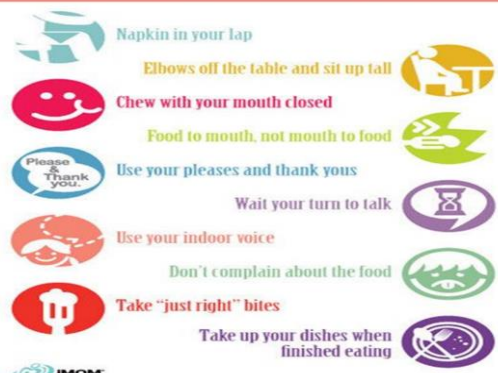 Napkin in your lap
Elbows off the table and sit up tall
Chew with your mouth closed
Food to mouth, not mouth to food
Please
&
Thank
you.
Use your pleases and thank yous
Wait your turn to talk
Use your indoor voice
Don't complain about the food
Take “just right” bites
Take up your dishes when
finished eating
iMOM